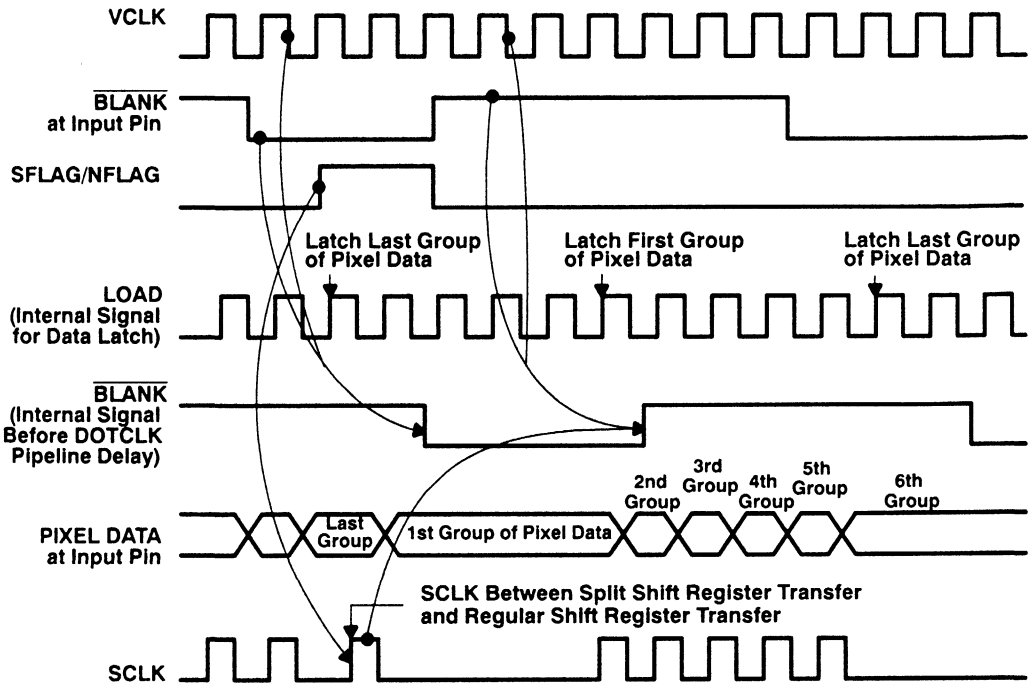 VCLK
BLANK
at Input Pin
SFLAG/NFLAG
Latch Last Group
of Pixel Data
Latch First Group
of Pixel Data
Latch Last Group
of Pixel Data
LOAD
(Internal Signal
for Data Latch)
BLANK
(Internal Signal
Before DOTCLK
Pipeline Delay)
2nd
Group
3rd
Group
4th
Group
5th
Group
6th
Group
PIXEL DATA
at Input Pin
Last
Group
1st Group of Pixel Data
SCLK Between Split Shift Register Transfer
and Regular Shift Register Transfer
SCLK